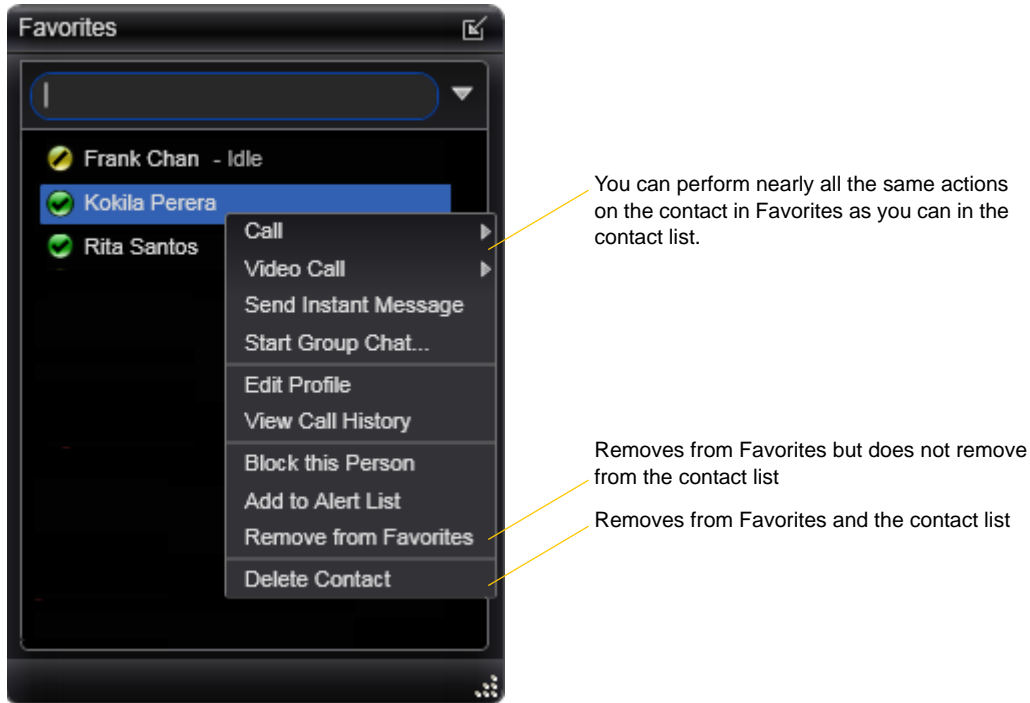 Favorites
Frank Chan - Idle
Kokila Perera
Rita Santos
Call
Video Call
Send Instant Message
Start Group Chat...
Edit Profile
View Call History
Block this Person
Add to Alert List
Remove from Favorites
Delete Contact
You can perform nearly all the same actions
on the contact in Favorites as you can in the
contact list.
Removes from Favorites but does not remove
from the contact list
Removes from Favorites and the contact list